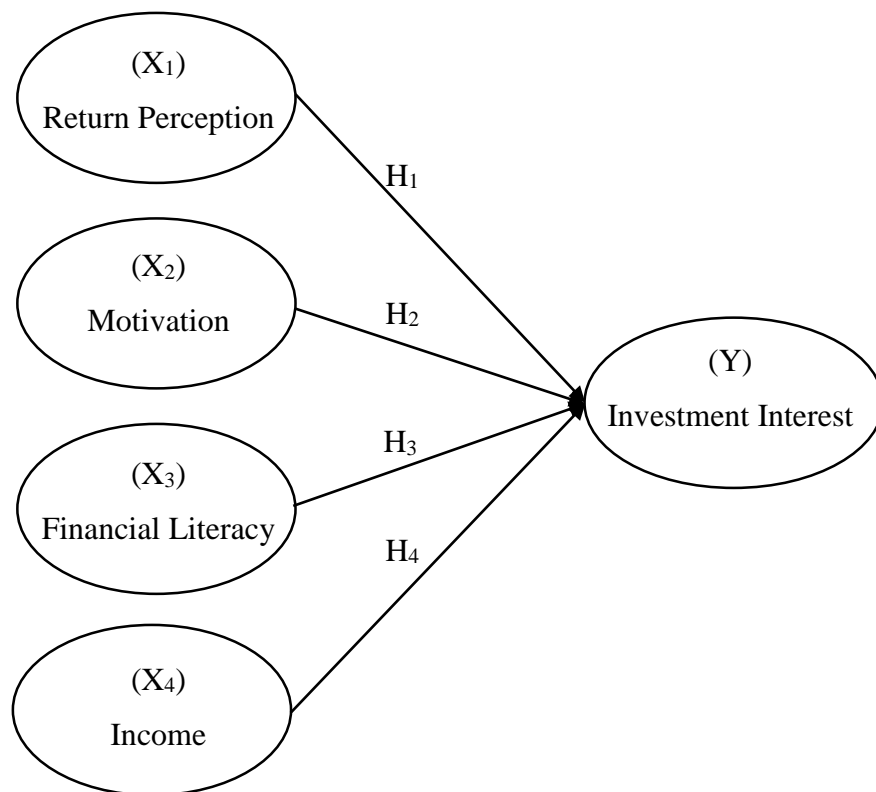 (X₁)
Return Perception
H₁
(X₂)
Motivation
H₂
(Y)
Investment Interest
H₃
(X₃)
Financial Literacy
H₄
(X₄)
Income